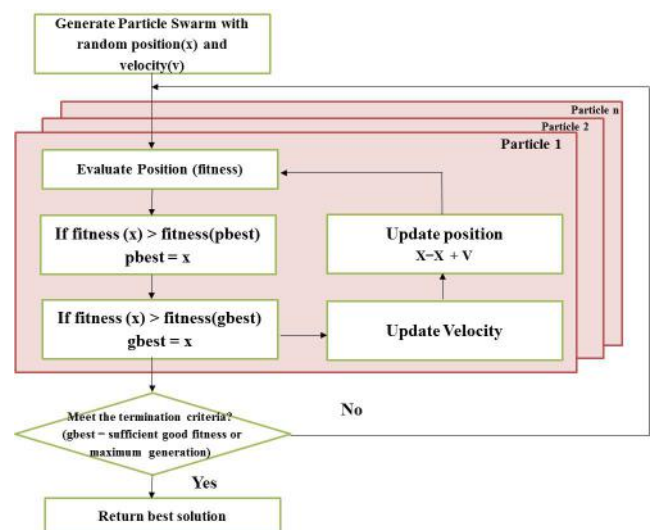 Generate Particle Swarm with
random position(x) and
velocity(v)
Particle n
Particle 2
Particle 1
Evaluate Position (fitness)
If fitness (x) > fitness(pbest)
pbest = x
Update position
X=X + V
If fitness (x) > fitness(gbest)
gbest = x
Update Velocity
Meet the termination criteria?
(gbest = sufficient good fitness or
maximum generation)
No
Yes
Return best solution